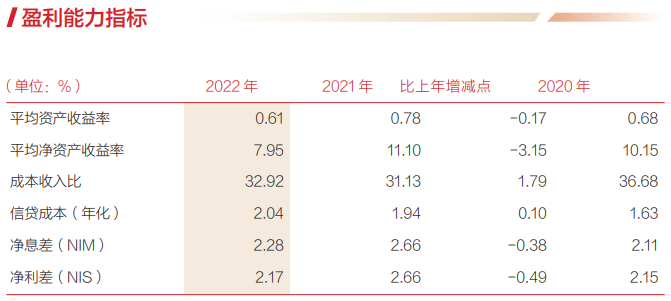 盈利能力指标
（单位：%） 2022 年 2021 年 比上年增减点 2020 年
平均资产收益率 0.61 0.78 -0.17 0.68
平均净资产收益率 7.95 11.10 -3.15 10.15
成本收入比 32.92 31.13 1.79 36.68
信贷成本（年化） 2.04 1.94 0.10 1.63
净息差（NIM） 2.28 2.66 -0.38 2.11
净利差（NIS） 2.17 2.66 -0.49 2.15